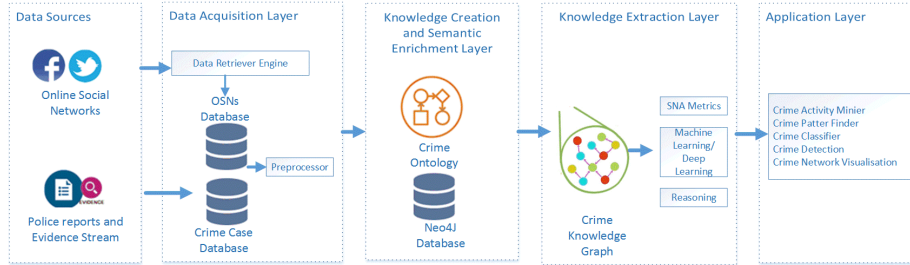 Data Sources
Online Social
Networks
EVIDENCE
Police reports and
Evidence Stream
Data Acquisition Layer
Data Retriever Engine
OSNs
Database
Preprocessor
Crime Case
Database
Knowledge Creation
and Semantic
Enrichment Layer
Crime
Ontology
Neo4J
Database
Knowledge Extraction Layer
Crime
Knowledge
Graph
SNA Metrics
Machine
Learning/
Deep
Learning
Reasoning
Application Layer
Crime Activity Minier
Crime Patter Finder
Crime Classifier
Crime Detection
Crime Network Visualisation